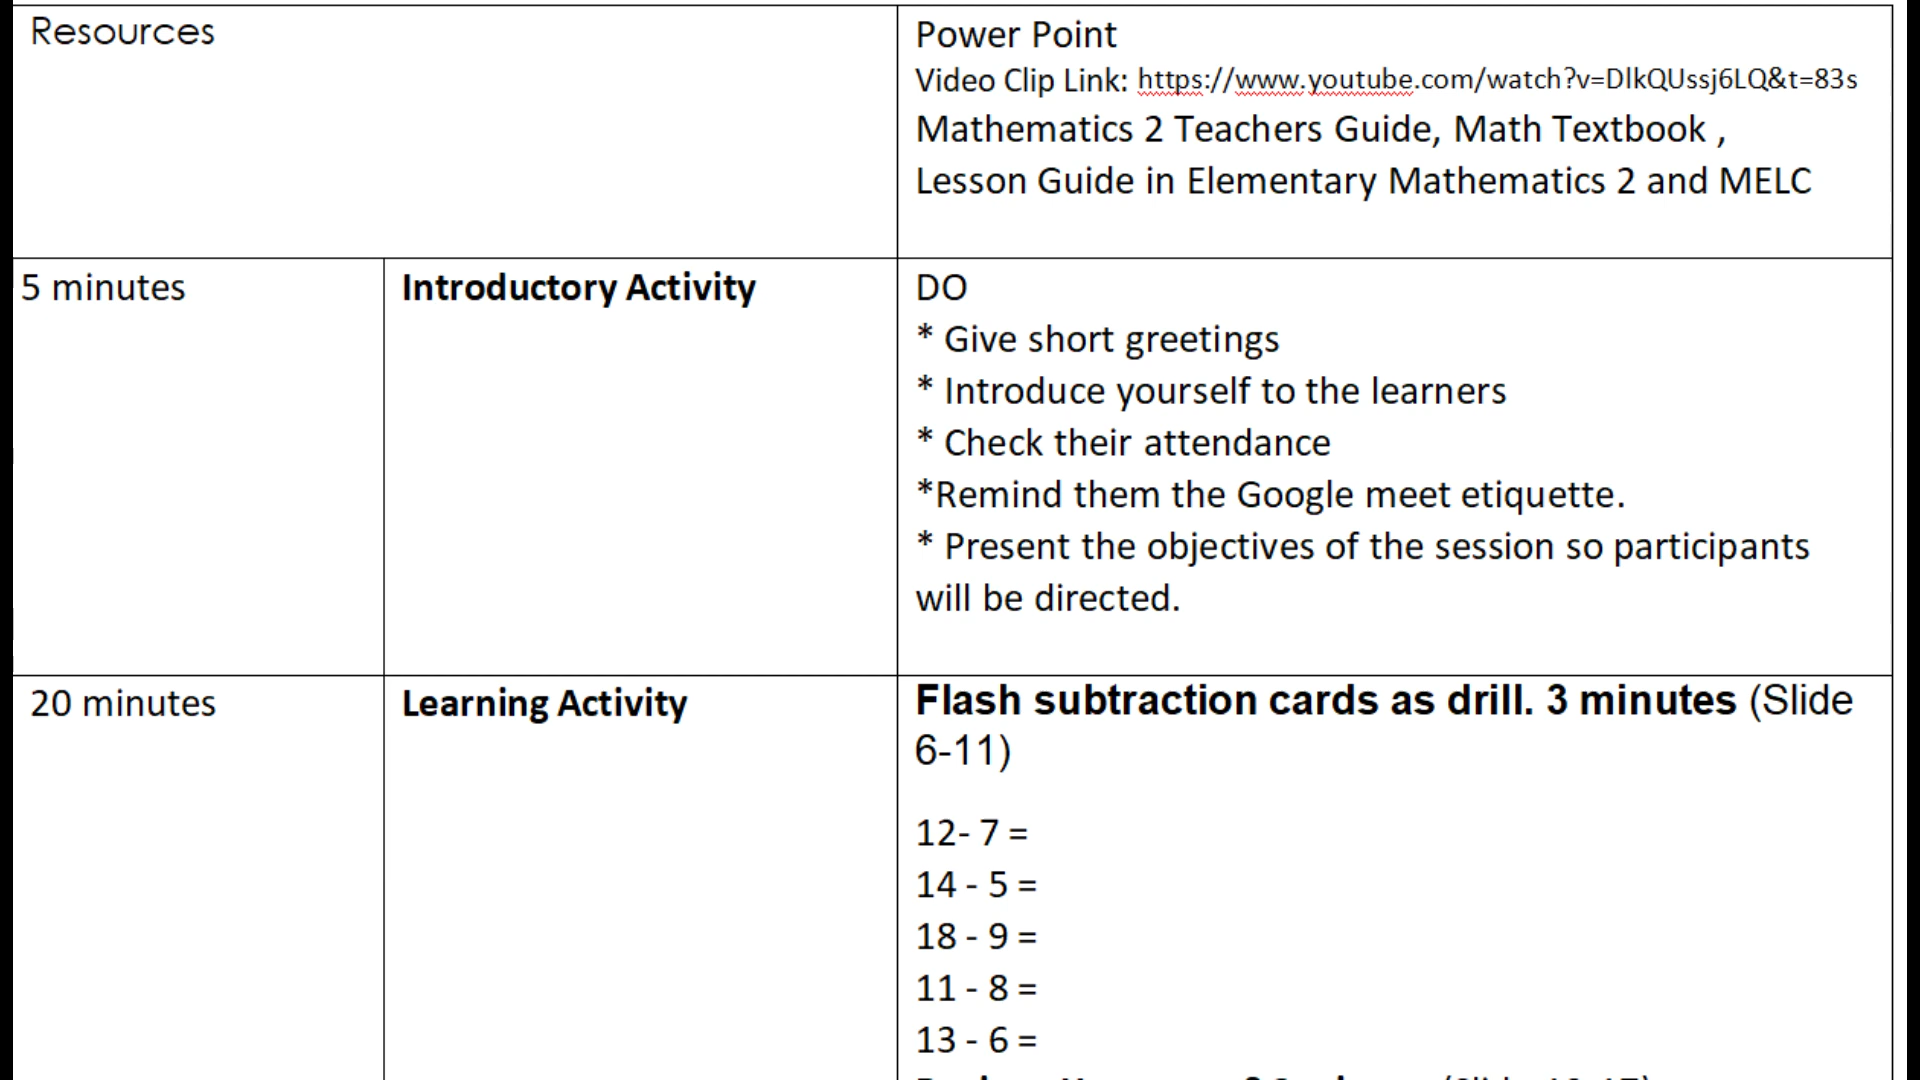 Resources
Power Point
Video Clip Link: https://www.youtube.com/watch?v=DlkQUssj6LQ&t=83s
Mathematics 2 Teachers Guide, Math Textbook ,
Lesson Guide in Elementary Mathematics 2 and MELC
5 minutes
Introductory Activity
DO
* Give short greetings
* Introduce yourself to the learners
* Check their attendance
*Remind them the Google meet etiquette.
* Present the objectives of the session so participants
will be directed.
20 minutes
Learning Activity
Flash subtraction cards as drill. 3 minutes (Slide
6-11)
12- 7 =
14 - 5 =
18 - 9 =
11 - 8 =
13 - 6 =